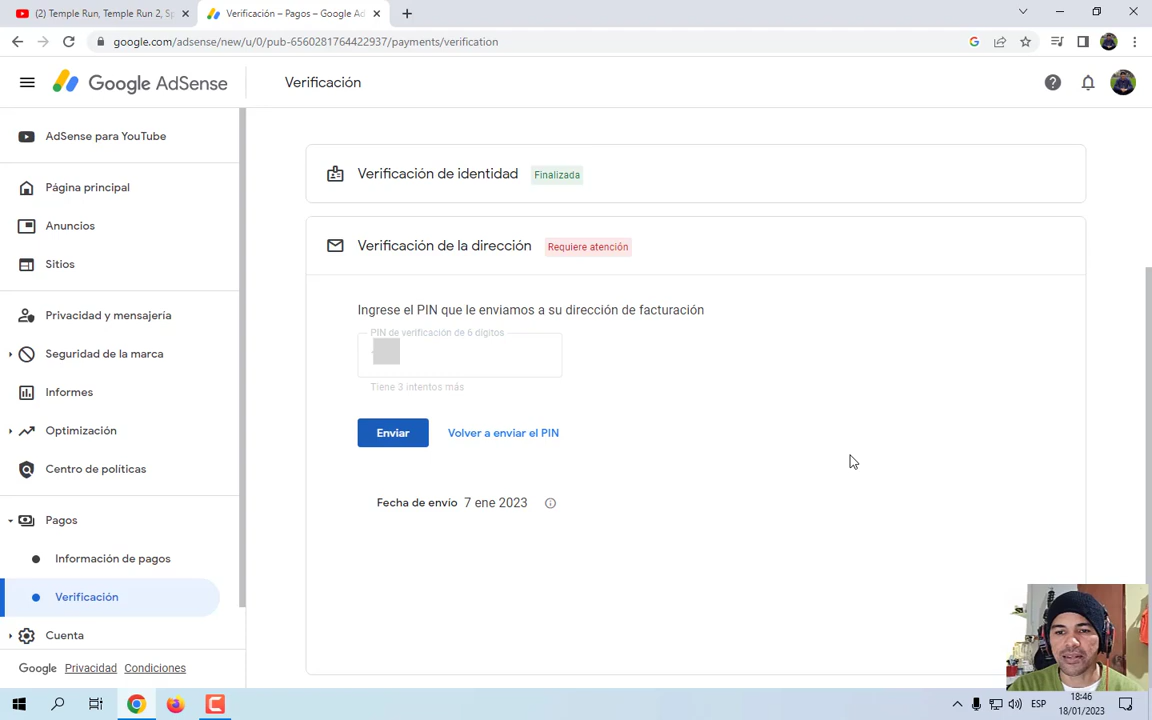 (2) Temple Run, Temple Run 2, Sp
Verificación – Pagos – Google Ad
google.com/adsense/new/u/0/pub-6560281764422937/payments/verification
Google AdSense
Verificación
AdSense para YouTube
Página principal
Anuncios
Sitios
Privacidad y mensajería
Seguridad de la marca
Informes
Optimización
Centro de políticas
Pagos
Información de pagos
Verificación
Cuenta
Google Privacidad Condiciones
Verificación de identidad Finalizada
Verificación de la dirección Requiere atención
Ingrese el PIN que le enviamos a su dirección de facturación
PIN de verificación de 6 dígitos
Tiene 3 intentos más
Enviar Volver a enviar el PIN
Fecha de envío 7 ene 2023
ESP
18:46
18/01/2023